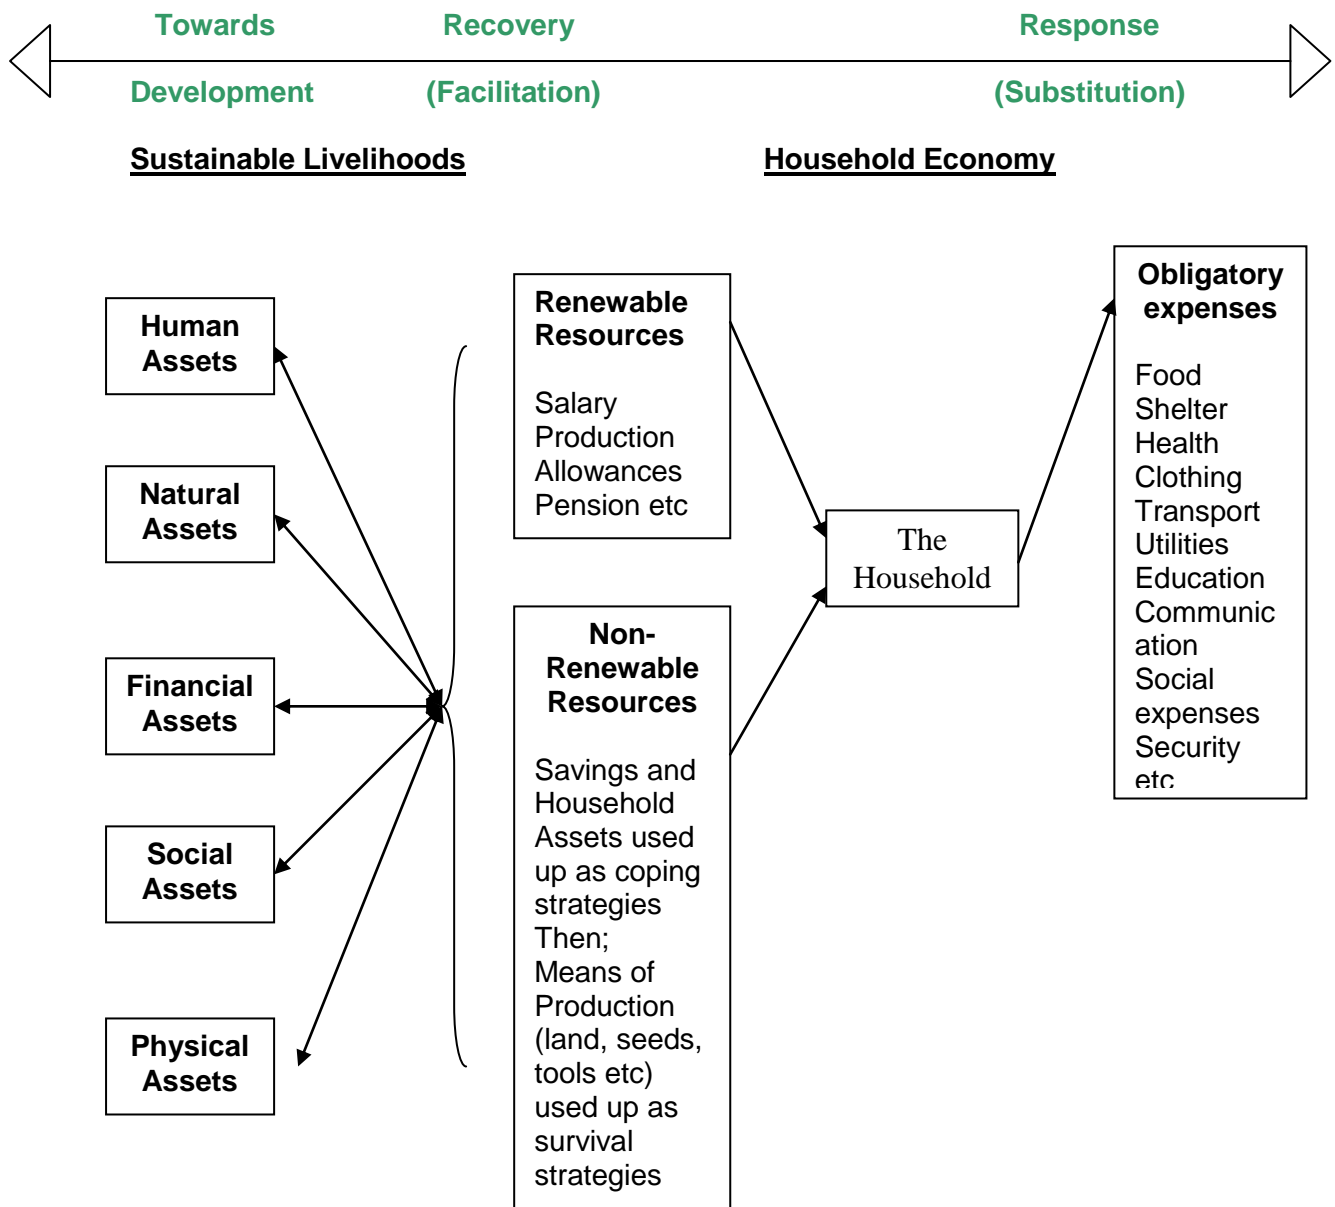 Towards Recovery Response
Development (Facilitation) (Substitution)
Sustainable Livelihoods Household Economy
Human
Assets
Natural
Assets
Financial
Assets
Social
Assets
Physical
Assets
Renewable
Resources
Salary
Production
Allowances
Pension etc
Non-
Renewable
Resources
Savings and
Household
Assets used
up as coping
strategies
Then;
Means of
Production
(land, seeds,
tools etc)
used up as
survival
strategies
The
Household
Obligatory
expenses
Food
Shelter
Health
Clothing
Transport
Utilities
Education
Communic
ation
Social
expenses
Security
etc